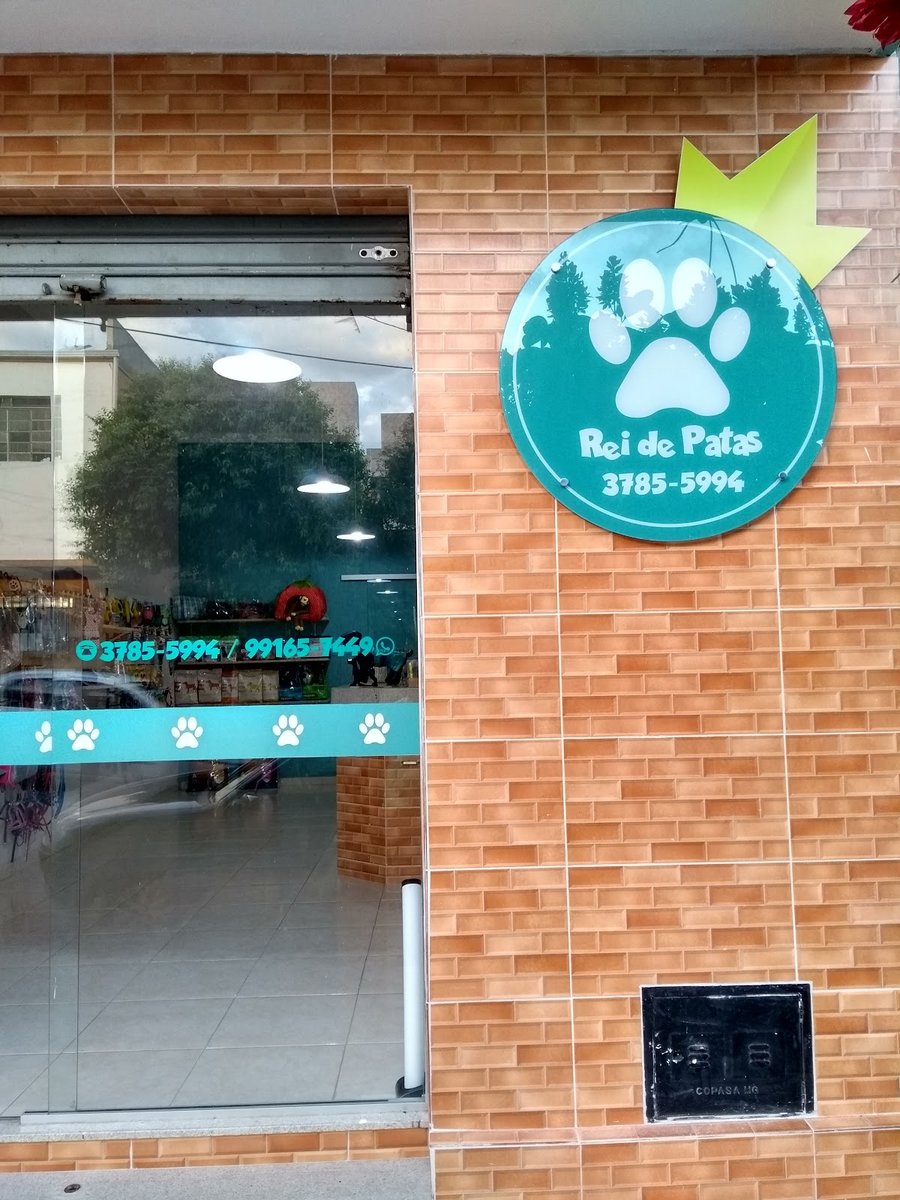 Rei de Patas
3785-5994
3785-5994 / 99165-7449
COPASA MG